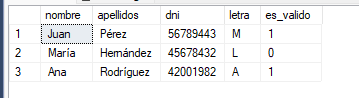 nombre apellidos dni letra es_valido
1 Juan Pérez 56789443 M 1
2 María Hernández 45678432 L 0
3 Ana Rodríguez 42001982 A 1